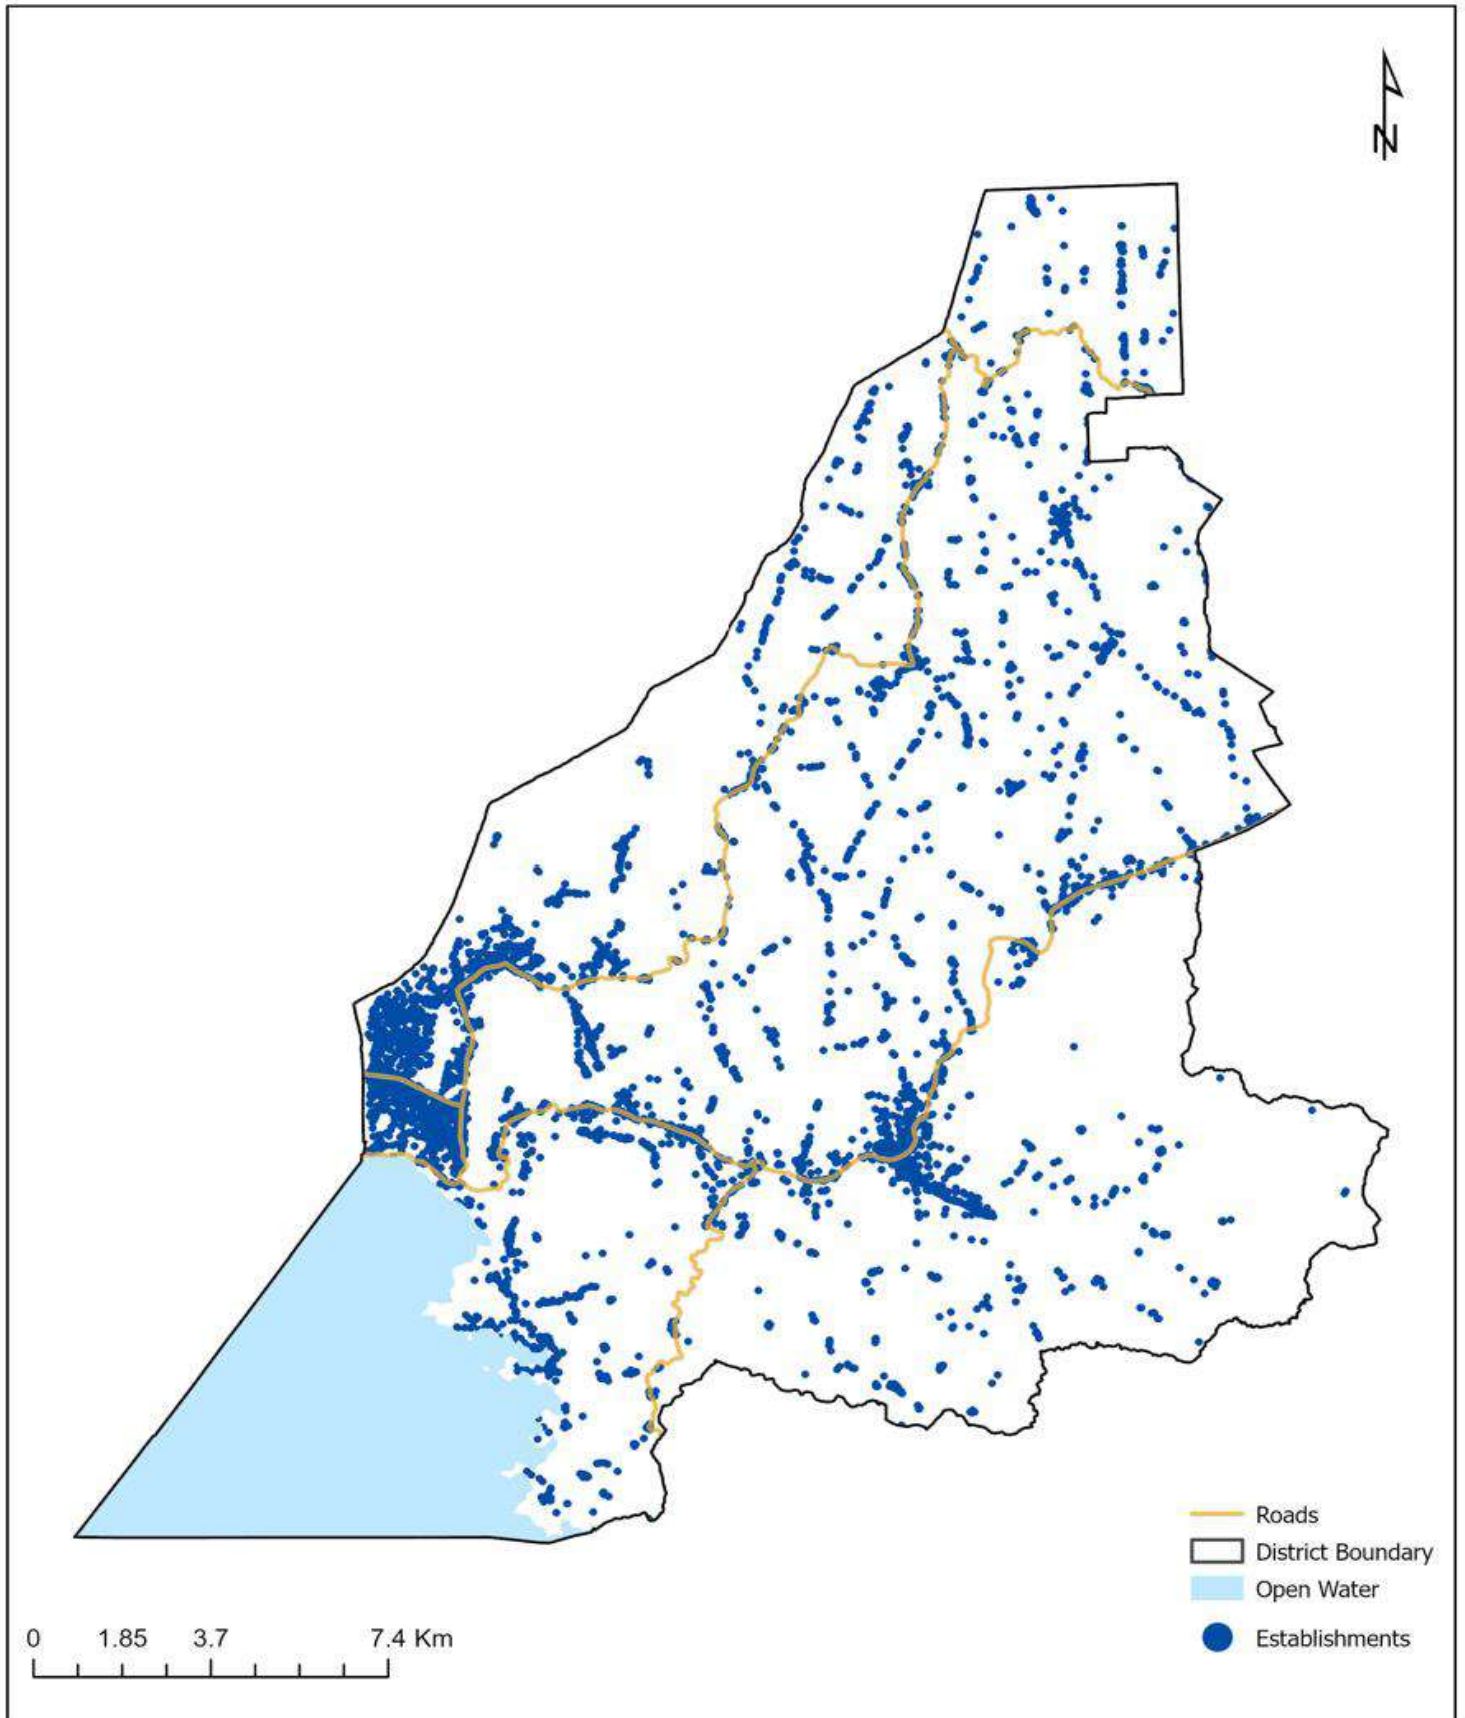 N
Roads
District Boundary
Open Water
Establishments
0 1.85 3.7 7.4 Km